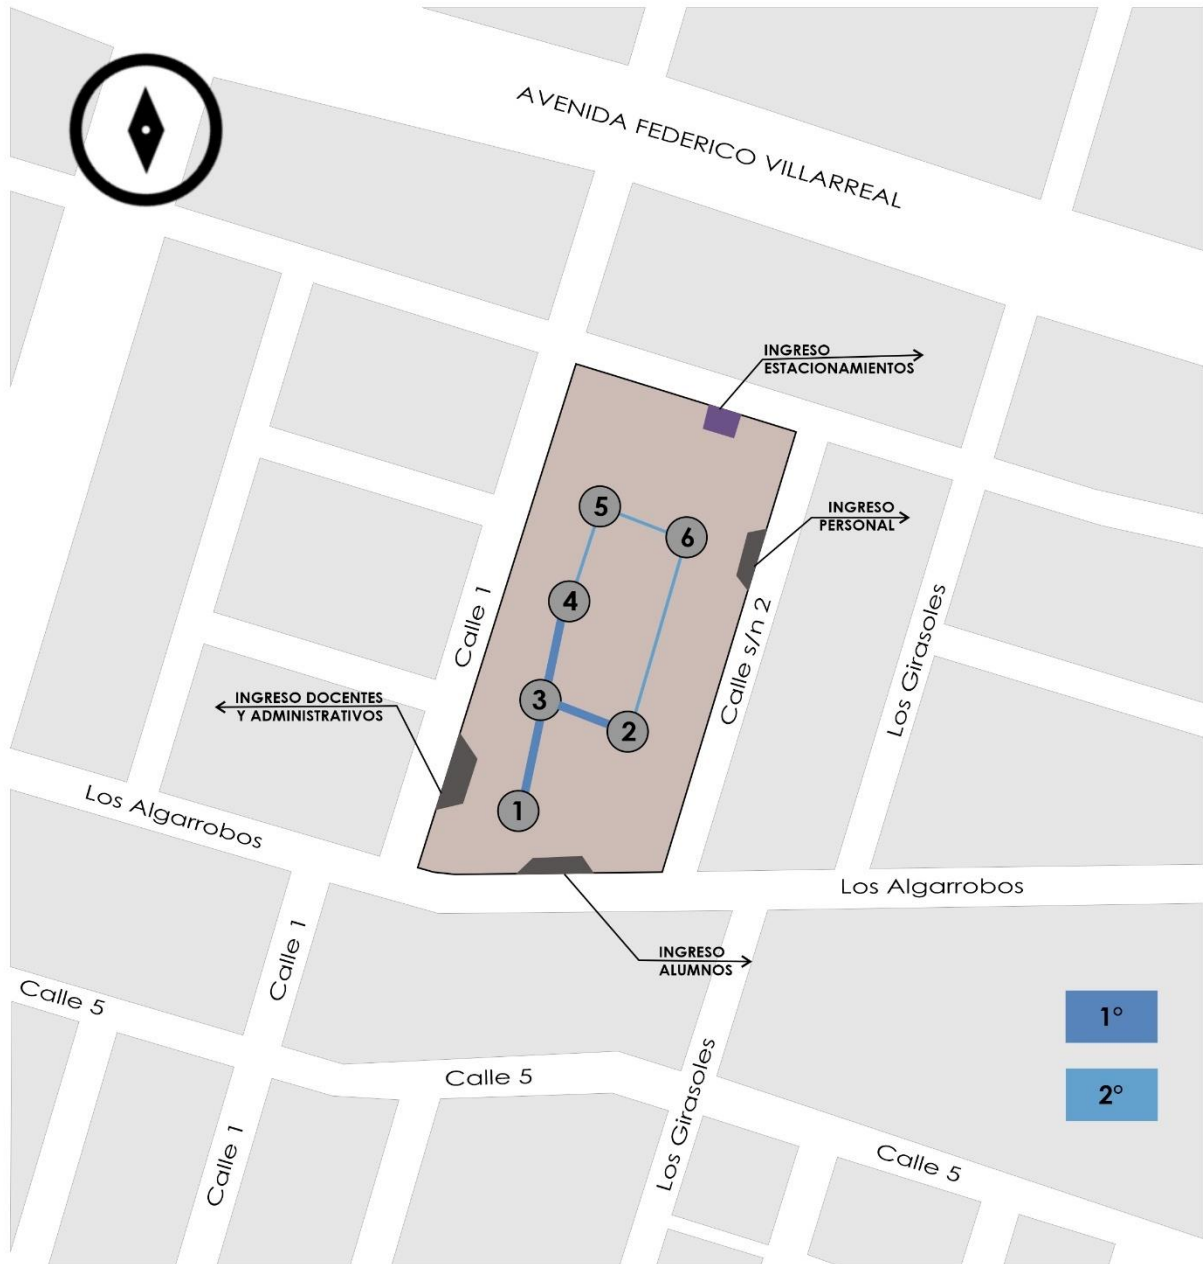 AVENIDA FEDERICO VILLARREAL
INGRESO
ESTACIONAMIENTOS
5
6
INGRESO
PERSONAL
4
Calle 1
Calle s/n 2
Los Girasoles
INGRESO DOCENTES
Y ADMINISTRATIVOS
3
2
1
Los Algarrobos
Los Algarrobos
Calle 1
INGRESO
ALUMNOS
Calle 5
1°
Calle 5
2°
Los Girasoles
Calle 1
Calle 5